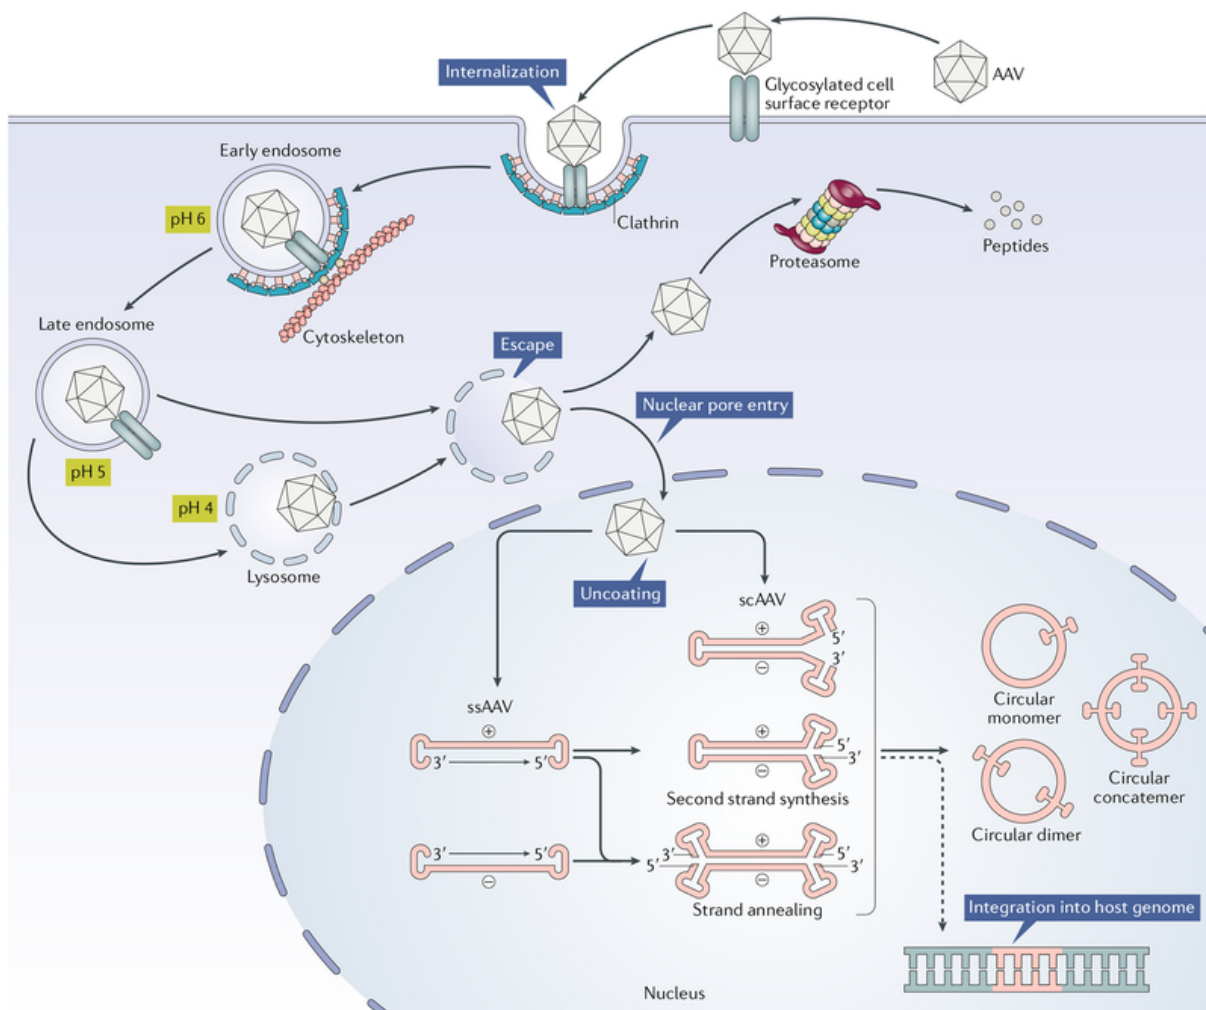 AAV
Glycosylated cell
surface receptor
Internalization
Clathrin
Early endosome
pH 6
Cytoskeleton
Proteasome
Peptides
Late endosome
pH 5
pH 4
Lysosome
Escape
Nuclear pore entry
Uncoating
scAAV
+
5′
3′
−
ssAAV
+
3′ 5′
+
5′
3′
−
Second strand synthesis
3′ 5′
−
+
3′ 5′
5′ 3′
−
Strand annealing
Circular
monomer
Circular
concatemer
Circular dimer
Integration into host genome
Nucleus